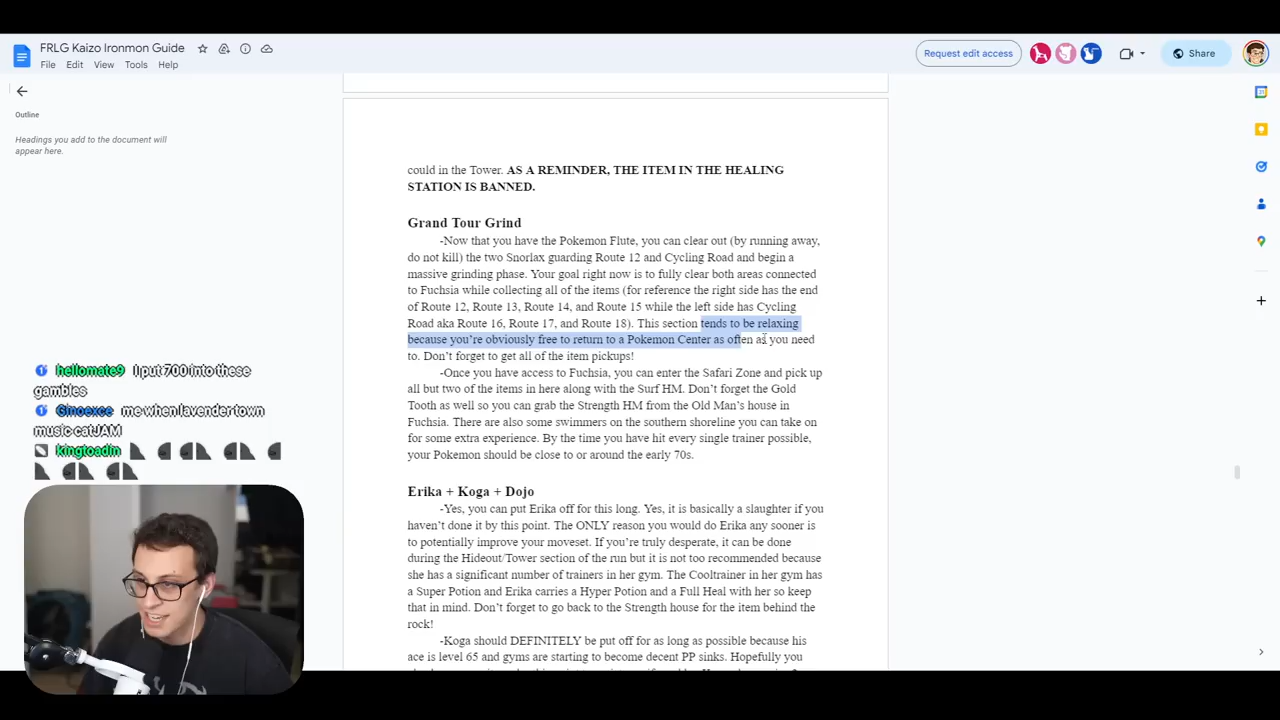 FRLG Kaizo Ironmon Guide
File Edit View Tools Help
Request edit access
Share
Outline
Headings you add to the document will
appear here.
could in the Tower. AS A REMINDER, THE ITEM IN THE HEALING
STATION IS BANNED.
Grand Tour Grind
-Now that you have the Pokemon Flute, you can clear out (by running away,
do not kill) the two Snorlax guarding Route 12 and Cycling Road and begin a
massive grinding phase. Your goal right now is to fully clear both areas connected
to Fuchsia while collecting all of the items (for reference the right side has the end
of Route 12, Route 13, Route 14, and Route 15 while the left side has Cycling
Road aka Route 16, Route 17, and Route 18). This section tends to be relaxing
because you're obviously free to return to a Pokemon Center as often as you need
to. Don't forget to get all of the item pickups!
-Once you have access to Fuchsia, you can enter the Safari Zone and pick up
all but two of the items in here along with the Surf HM. Don't forget the Gold
Tooth as well so you can grab the Strength HM from the Old Man's house in
Fuchsia. There are also some swimmers on the southern shoreline you can take on
for some extra experience. By the time you have hit every single trainer possible,
your Pokemon should be close to or around the early 70s.
Erika + Koga + Dojo
-Yes, you can put Erika off for this long. Yes, it is basically a slaughter if you
haven't done it by this point. The ONLY reason you would do Erika any sooner is
to potentially improve your moveset. If you're truly desperate, it can be done
during the Hideout/Tower section of the run but it is not too recommended because
she has a significant number of trainers in her gym. The Cooltrainer in her gym has
a Super Potion and Erika carries a Hyper Potion and a Full Heal with her so keep
that in mind. Don't forget to go back to the Strength house for the item behind the
rock!
-Koga should DEFINITELY be put off for as long as possible because his
ace is level 65 and gyms are starting to become decent PP sinks. Hopefully you
hellomate9 I put 700 into these
gambles
Ginoexce me when lavender town
music catJAM
kingtoadin